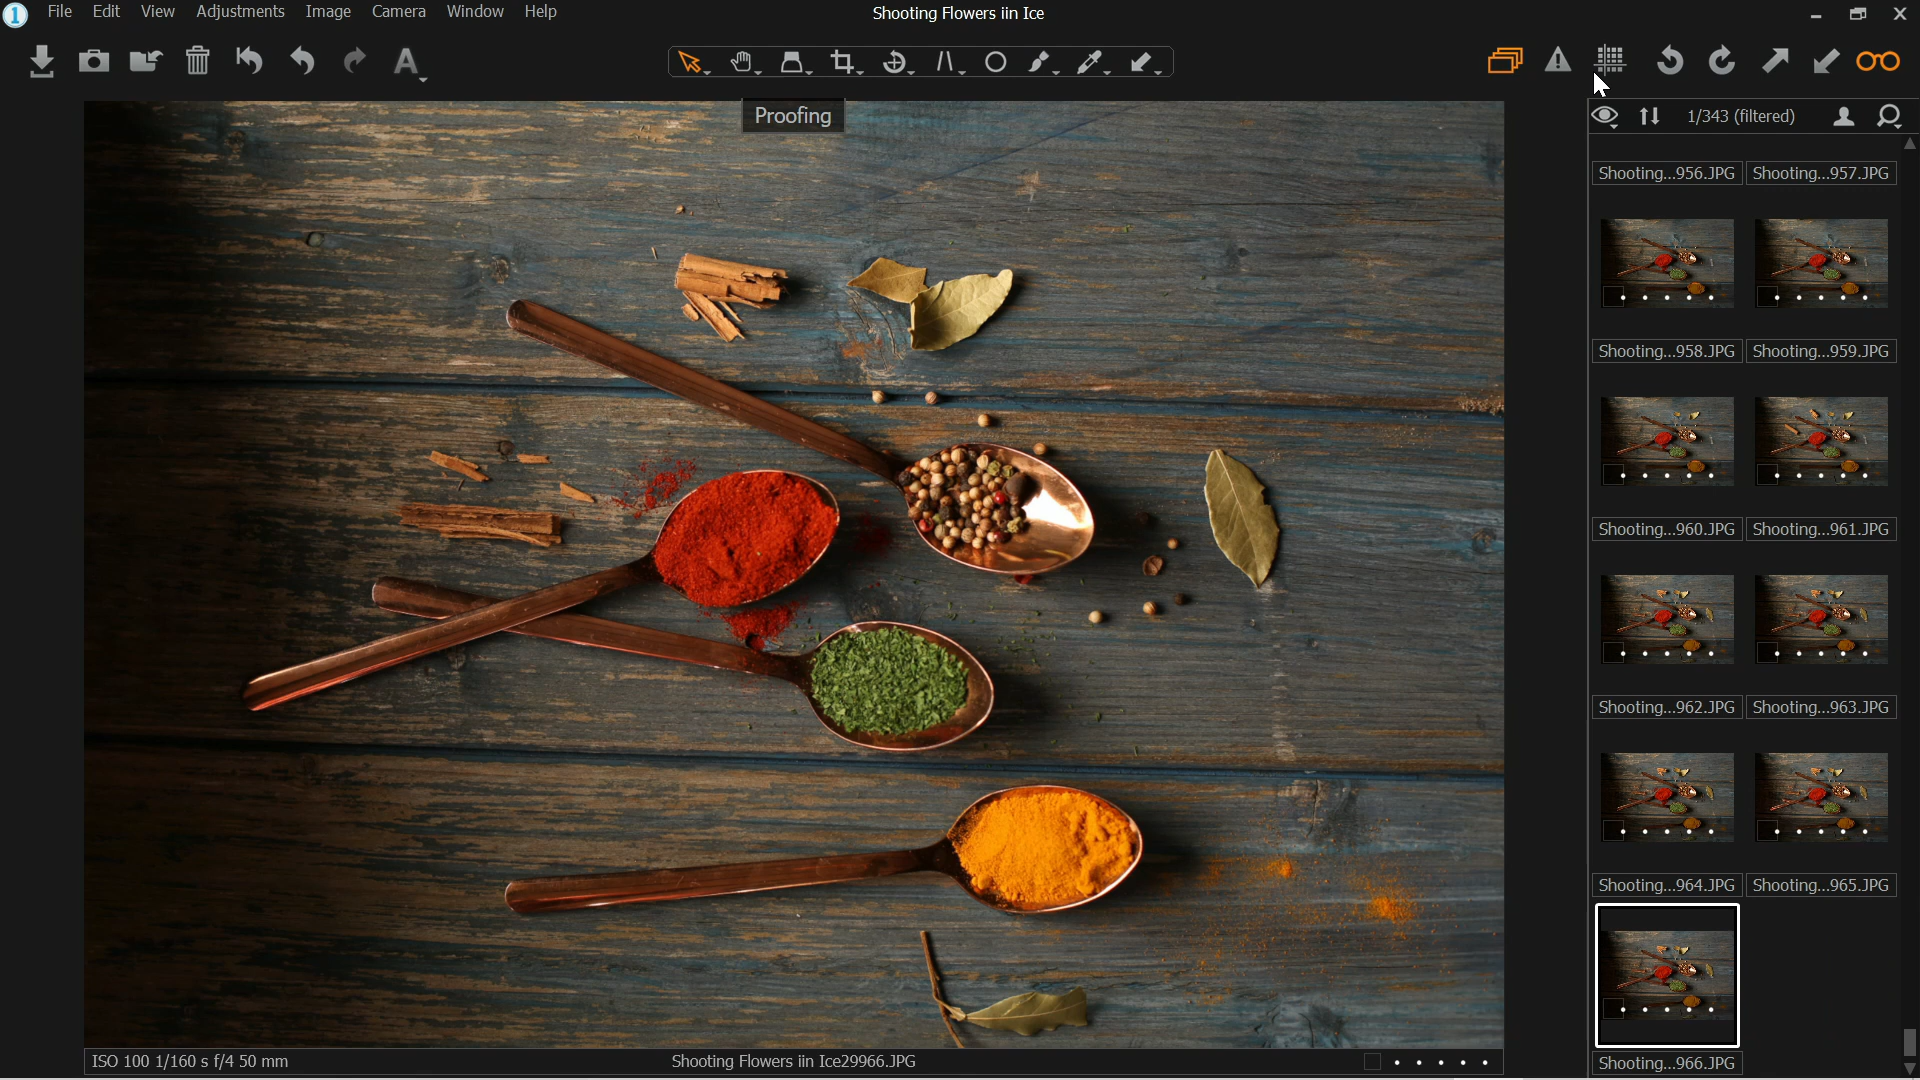 File Edit View Adjustments Image Camera Window Help
Shooting Flowers iin Ice
A
Proofing
1/343 (filtered)
Shooting...956.JPG Shooting...957.JPG
Shooting...958.JPG Shooting...959.JPG
Shooting...960.JPG Shooting...961.JPG
Shooting...962.JPG Shooting...963.JPG
Shooting...964.JPG Shooting...965.JPG
Shooting...966.JPG
ISO 100 1/160 s f/4 50 mm
Shooting Flowers iin Ice29966.JPG